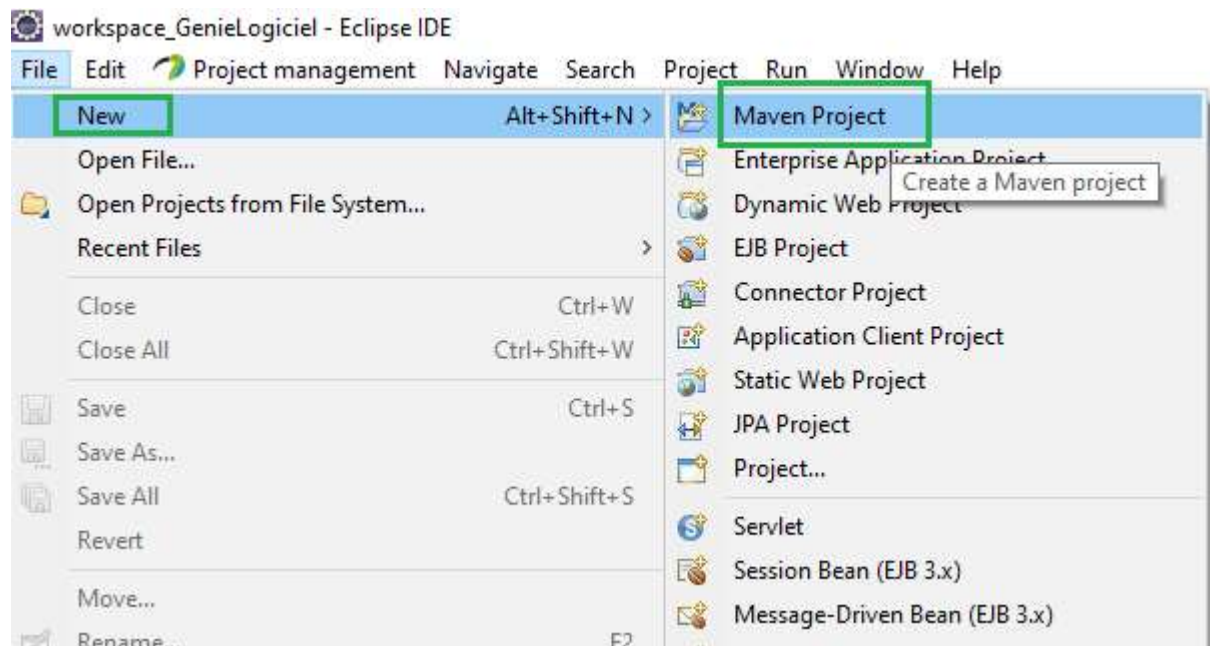 workspace_GenieLogiciel - Eclipse IDE
File Edit Project management Navigate Search Project Run Window Help
New Alt+Shift+N >
Open File...
Open Projects from File System...
Recent Files >
Close Ctrl+W
Close All Ctrl+Shift+W
Save Ctrl+S
Save As...
Save All Ctrl+Shift+S
Revert
Move...
Rename... F2
Maven Project
Enterprise Application Project
Create a Maven project
Dynamic Web Project
EJB Project
Connector Project
Application Client Project
Static Web Project
JPA Project
Project...
Servlet
Session Bean (EJB 3.x)
Message-Driven Bean (EJB 3.x)